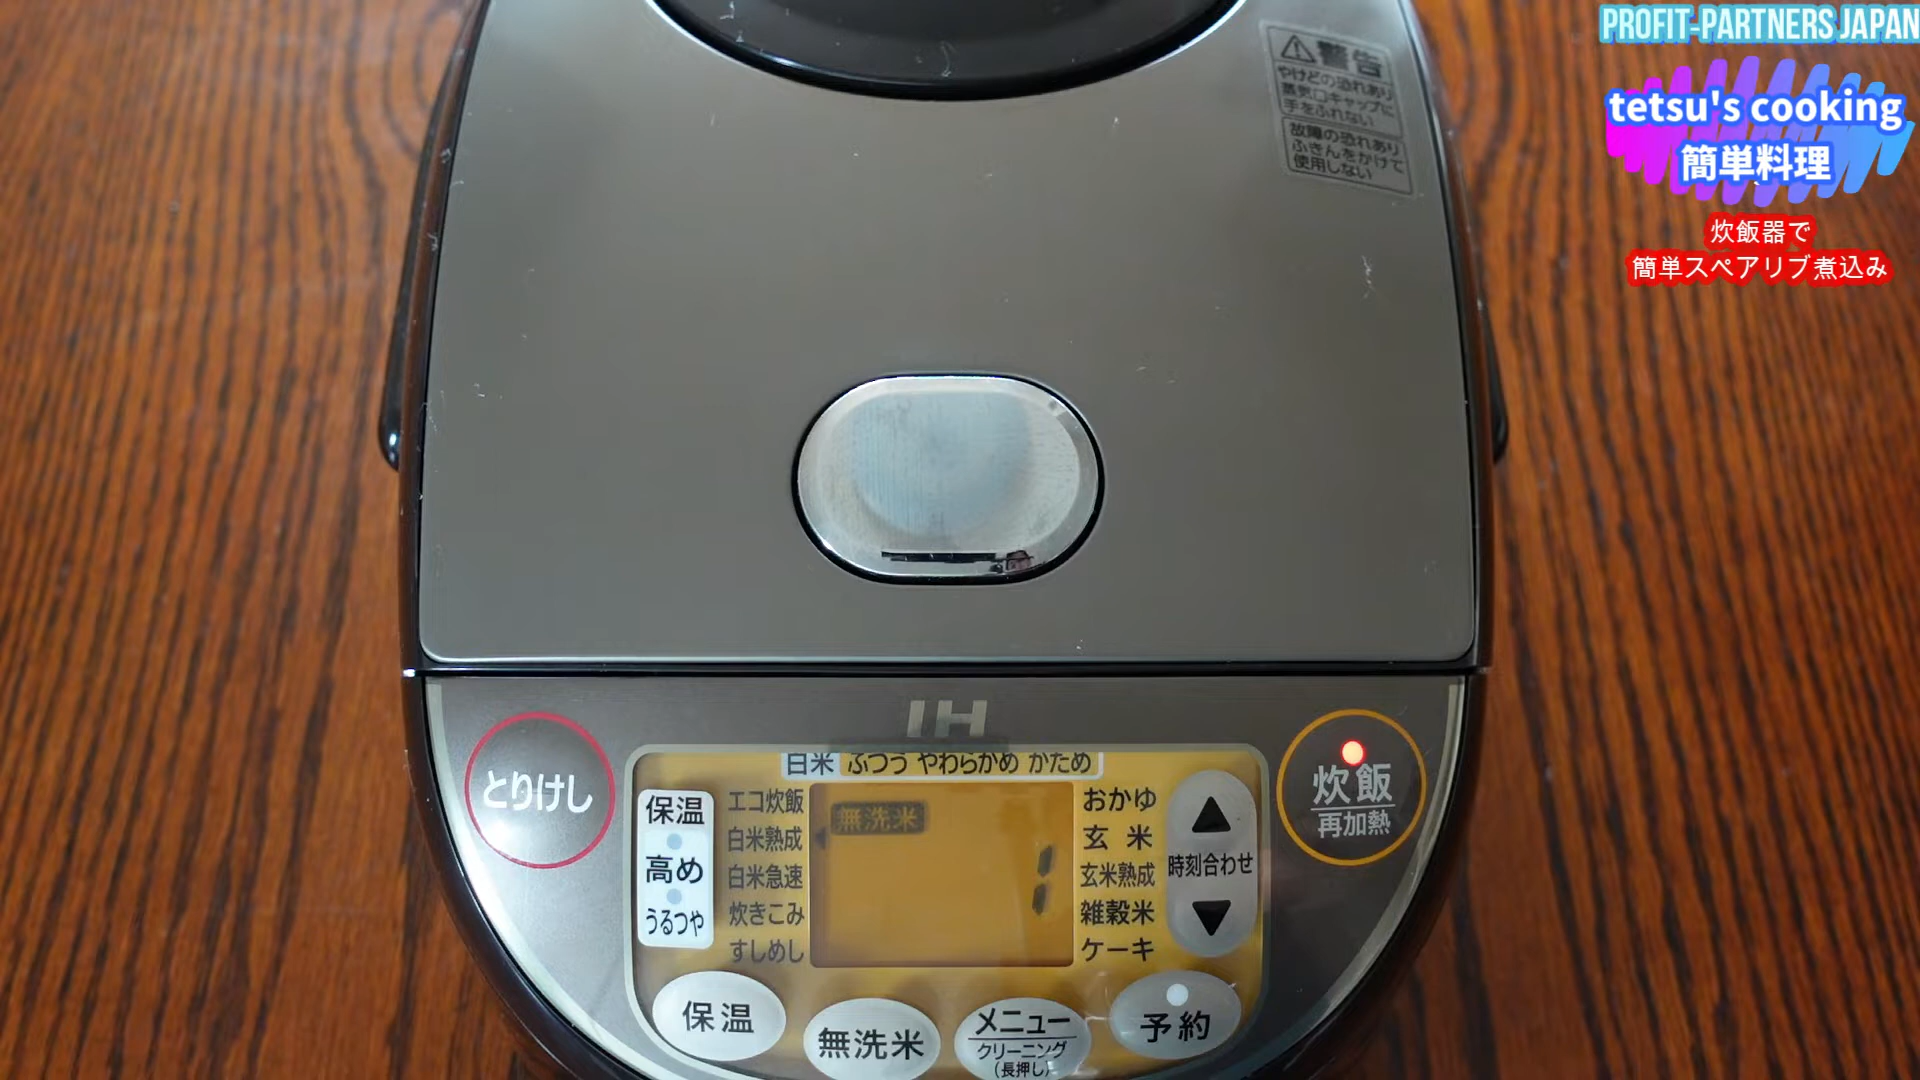 PROFIT-PARTNERS JAPAN
tetsu's cooking
簡単料理
炊飯器で
簡単スペアリブ煮込み
警告
やけどの恐れあり
蒸気口キャップに
手をふれない
故障の恐れあり
ふきんをかけて
使用しない
IH
とりけし
白米 ふつう やわらかめ かため
保温
高め
うるつや
エコ炊飯
白米熟成
白米急速
炊きこみ
すしめし
無洗米
1
おかゆ
玄米
玄米熟成
雑穀米
ケーキ
時刻合わせ
炊飯
再加熱
保温
無洗米
メニュー
クリーニング
(長押し)
予約